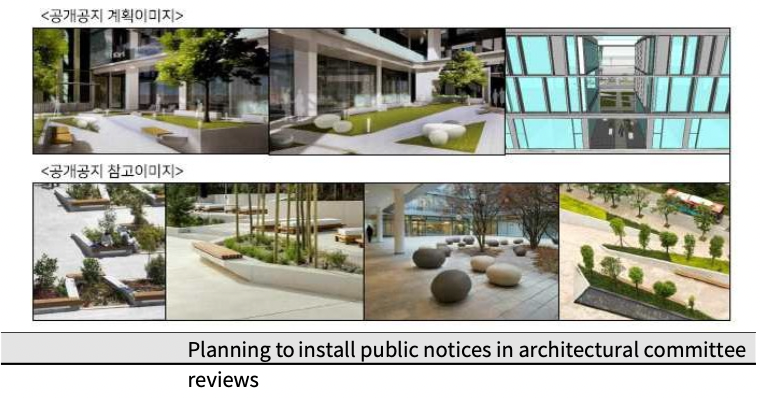 <공개공지 계획이미지>
<공개공지 참고이미지>
Planning to install public notices in architectural committee
reviews